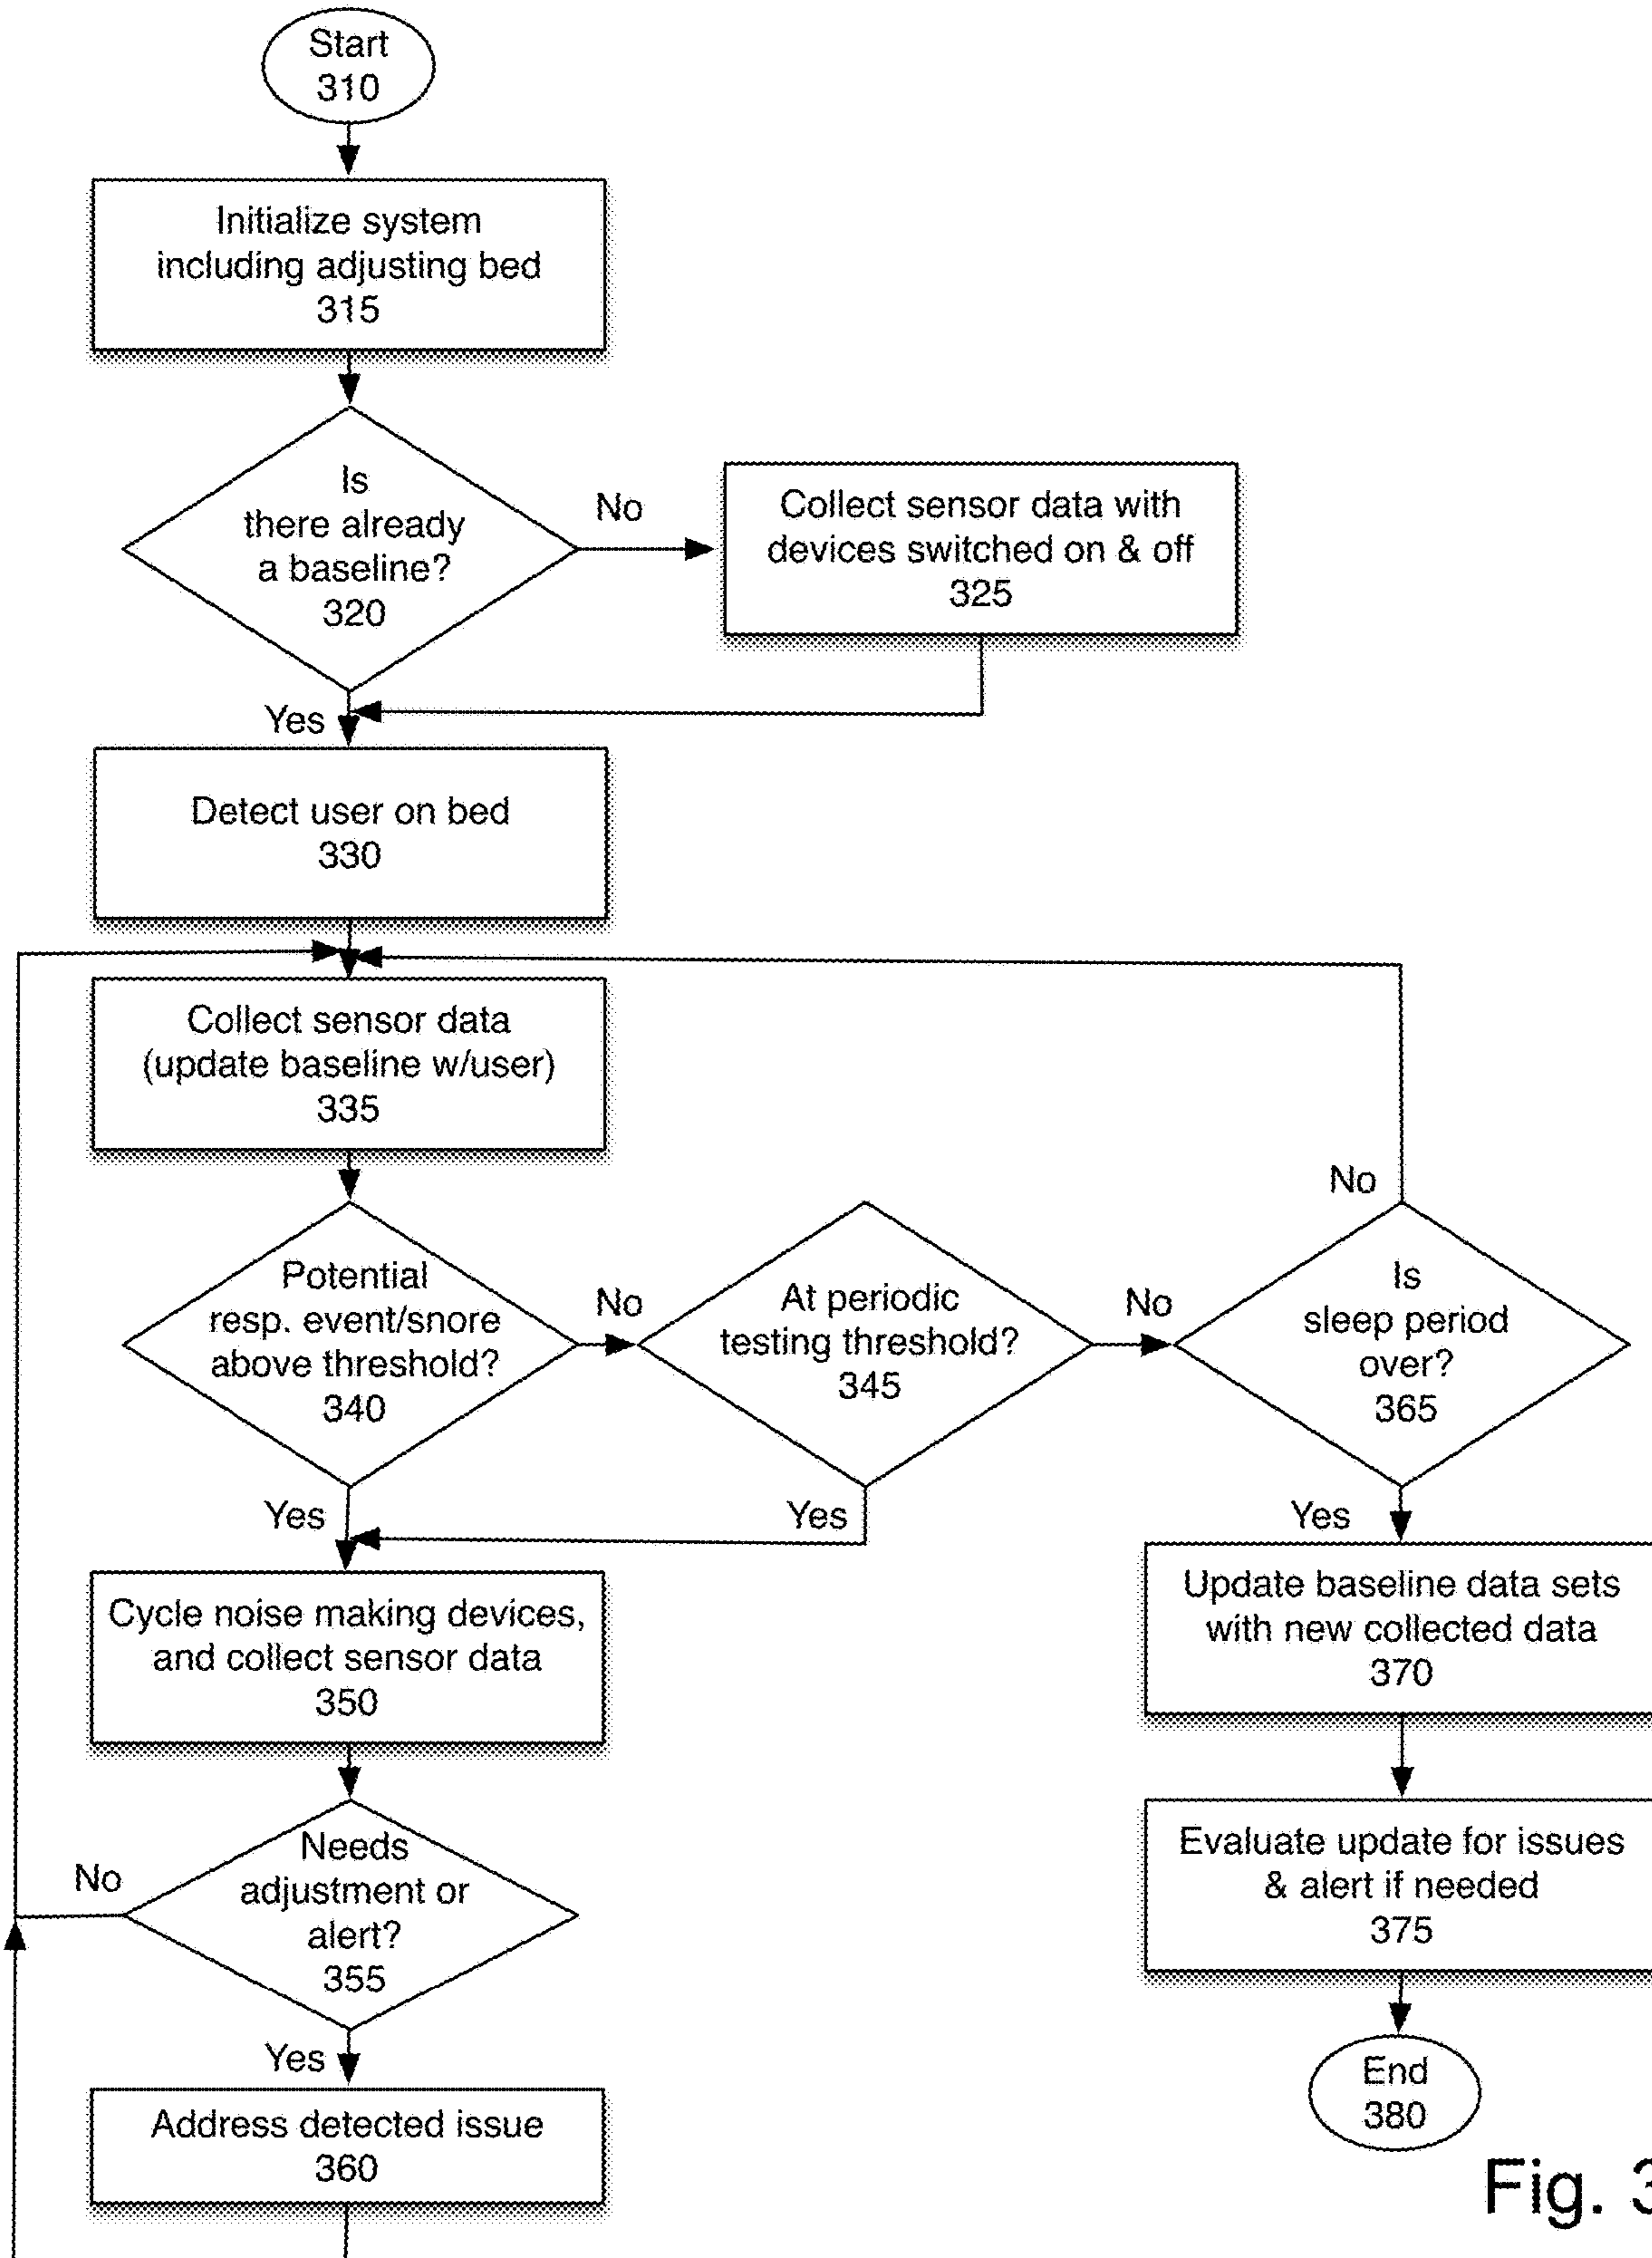 Start
310
Initialize system
including adjusting bed
315
Is
there already
a baseline?
320
No
Collect sensor data with
devices switched on & off
325
Yes
Detect user on bed
330
Collect sensor data
(update baseline w/user)
335
Potential
resp. event/snore
above threshold?
340
No
At periodic
testing threshold?
345
No
No
Is
sleep period
over?
365
Yes
Yes
Yes
Cycle noise making devices,
and collect sensor data
350
Update baseline data sets
with new collected data
370
Needs
adjustment or
alert?
355
No
Evaluate update for issues
& alert if needed
375
Yes
Address detected issue
360
End
380
Fig. 3